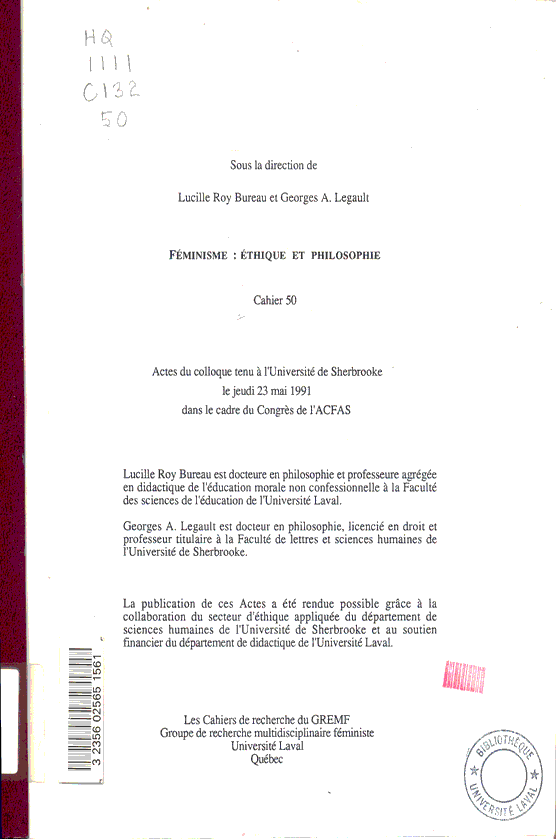 HQ
1111
C132
50
Sous la direction de
Lucille Roy Bureau et Georges A. Legault
FÉMINISME : ÉTHIQUE ET PHILOSOPHIE
Cahier 50
Actes du colloque tenu à l'Université de Sherbrooke
le jeudi 23 mai 1991
dans le cadre du Congrès de l'ACFAS
Lucille Roy Bureau est docteure en philosophie et professeure agrégée
en didactique de l'éducation morale non confessionnelle à la Faculté
des sciences de l'éducation de l'Université Laval.
Georges A. Legault est docteur en philosophie, licencié en droit et
professeur titulaire à la Faculté de lettres et sciences humaines de
l'Université de Sherbrooke.
La publication de ces Actes a été rendue possible grâce à la
collaboration du secteur d'éthique appliquée du département de
sciences humaines de l'Université de Sherbrooke et au soutien
financier du département de didactique de l'Université Laval.
3 2356 02565 1561
Les Cahiers de recherche du GREMF
Groupe de recherche multidisciplinaire féministe
Université Laval
Québec
BIBLIOTHÈQUE
UNIVERSITÉ LAVAL